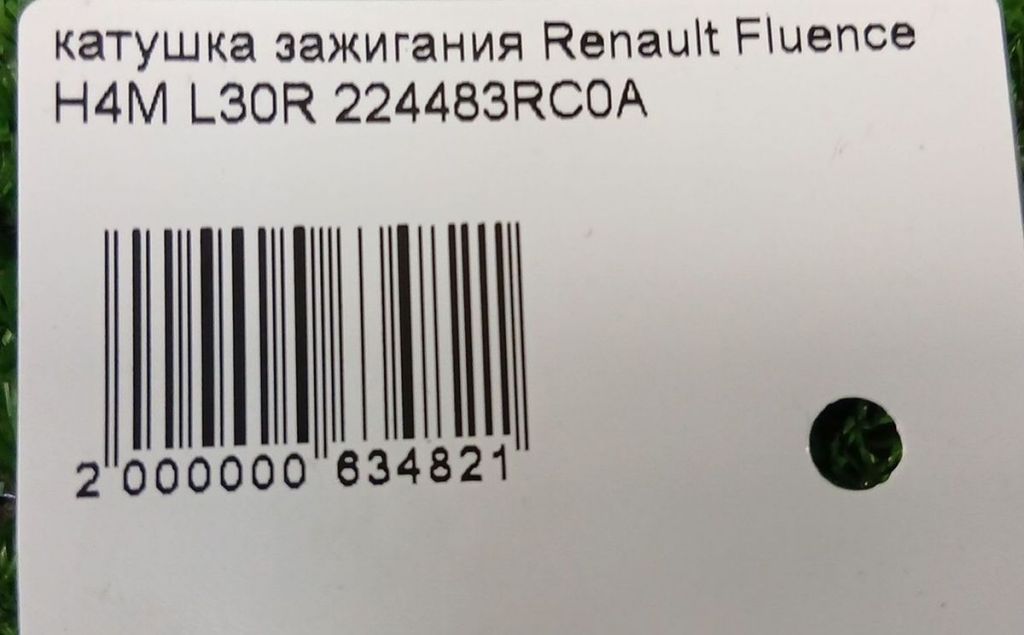 катушка зажигания Renault Fluence
H4M L30R 224483RC0A
2 000000 634821